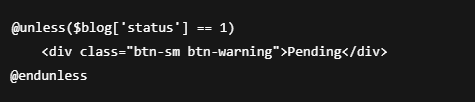 @unless($blog['status'] == 1)
    <div class="btn-sm btn-warning">Pending</div>
@endunless